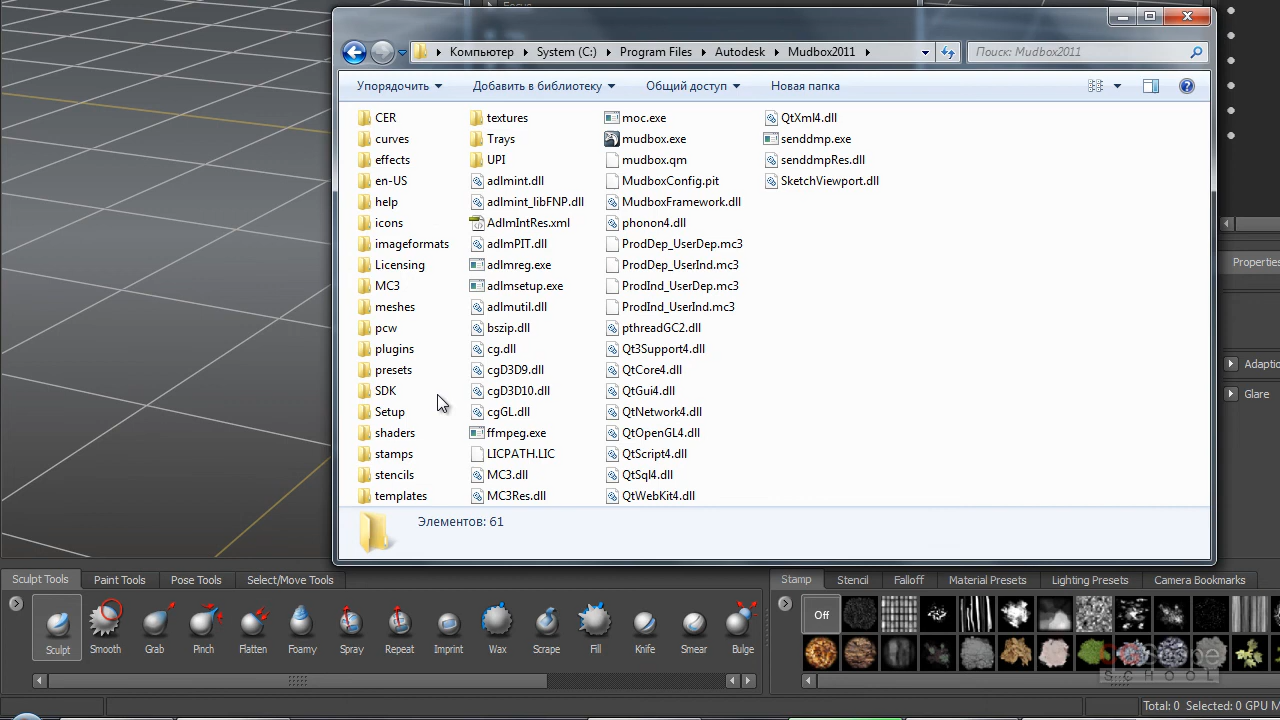 Focus
Компьютер
System (C:)
Program Files
Autodesk
Mudbox2011
Поиск: Mudbox2011
Упорядочить
Добавить в библиотеку
Общий доступ
Новая папка
CER
curves
effects
en-US
help
icons
imageformats
Licensing
MC3
meshes
pcw
plugins
presets
SDK
Setup
shaders
stamps
stencils
templates
textures
Trays
UPI
adlmint.dll
adlmint_libFNP.dll
AdlmIntRes.xml
adlmPIT.dll
adlmreg.exe
adlmsetup.exe
adlmutil.dll
bszip.dll
cg.dll
cgD3D9.dll
cgD3D10.dll
cgGL.dll
ffmpeg.exe
LICPATH.LIC
MC3.dll
MC3Res.dll
moc.exe
mudbox.exe
mudbox.qm
MudboxConfig.pit
MudboxFramework.dll
phonon4.dll
ProdDep_UserDep.mc3
ProdDep_UserInd.mc3
ProdInd_UserDep.mc3
ProdInd_UserInd.mc3
pthreadGC2.dll
Qt3Support4.dll
QtCore4.dll
QtGui4.dll
QtNetwork4.dll
QtOpenGL4.dll
QtScript4.dll
QtSql4.dll
QtWebKit4.dll
QtXml4.dll
senddmp.exe
senddmpRes.dll
SketchViewport.dll
Элементов: 61
Properties
Adaptic
Glare
Sculpt Tools
Paint Tools
Pose Tools
Select/Move Tools
Sculpt
Smooth
Grab
Pinch
Flatten
Foamy
Spray
Repeat
Imprint
Wax
Scrape
Fill
Knife
Smear
Bulge
Stamp
Stencil
Falloff
Material Presets
Lighting Presets
Camera Bookmarks
Off
SCHOOL
Total: 0 Selected: 0 GPU M